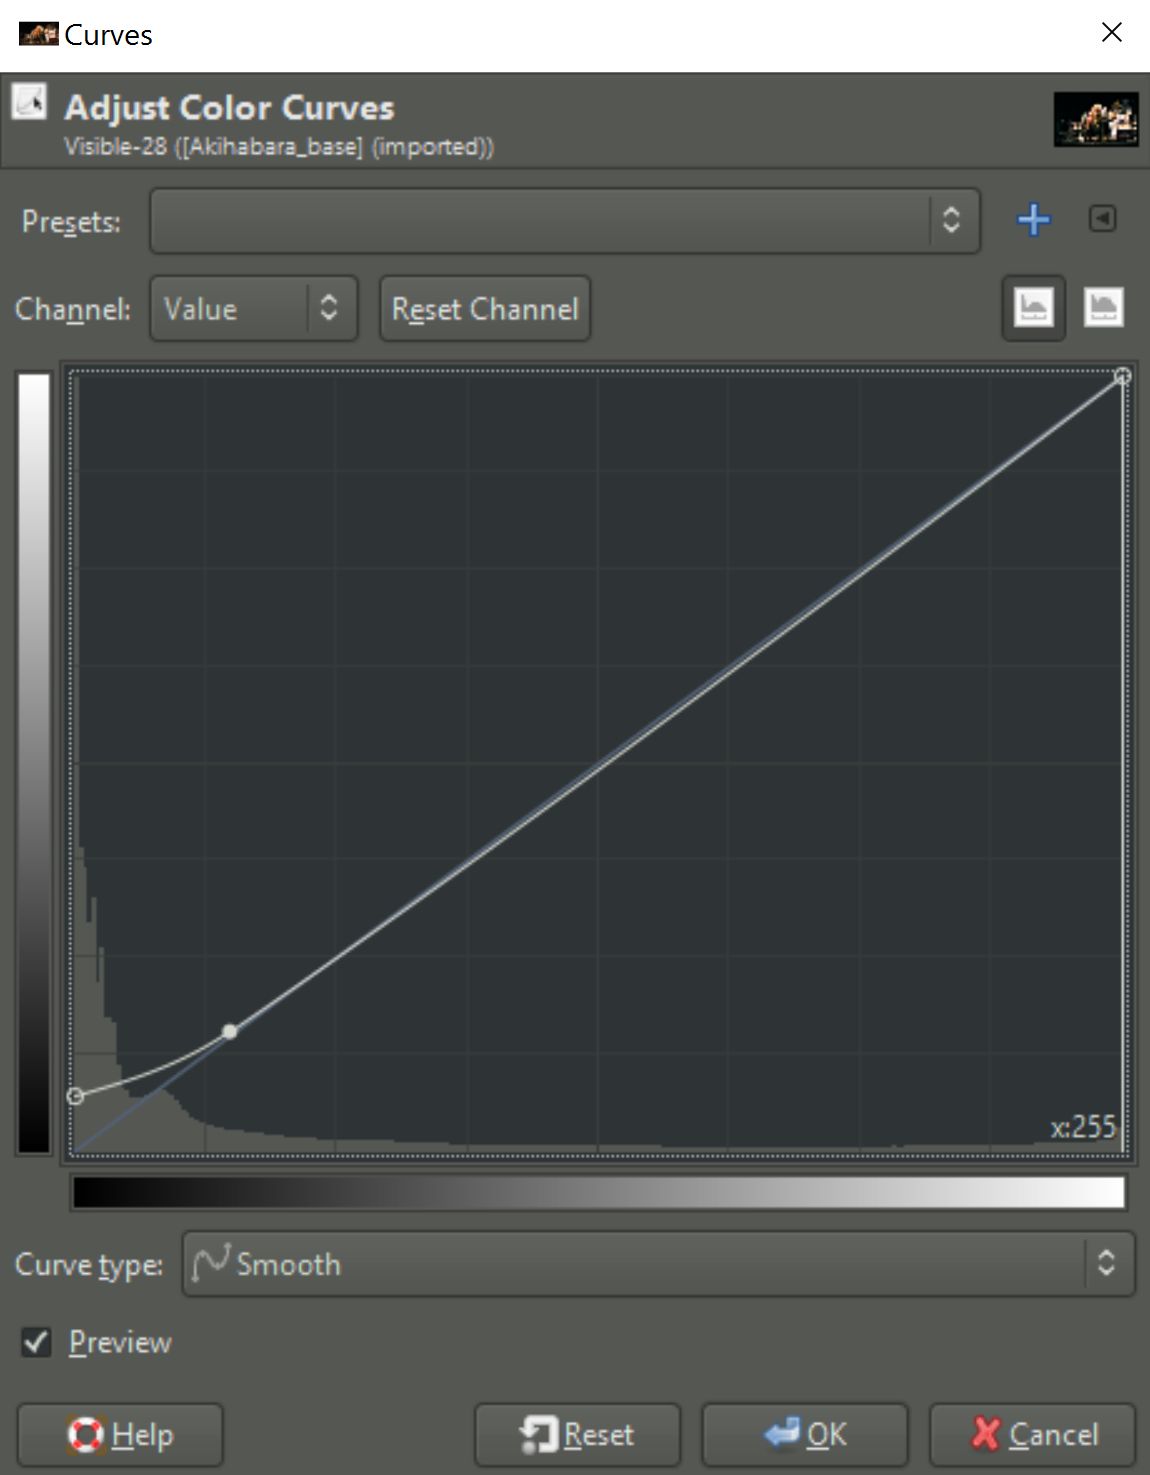 Curves
Adjust Color Curves
Visible-28 ([Akihabara_base] (imported))
Presets:
Channel: Value Reset Channel
x:255
Curve type: Smooth
Preview
Help Reset OK Cancel